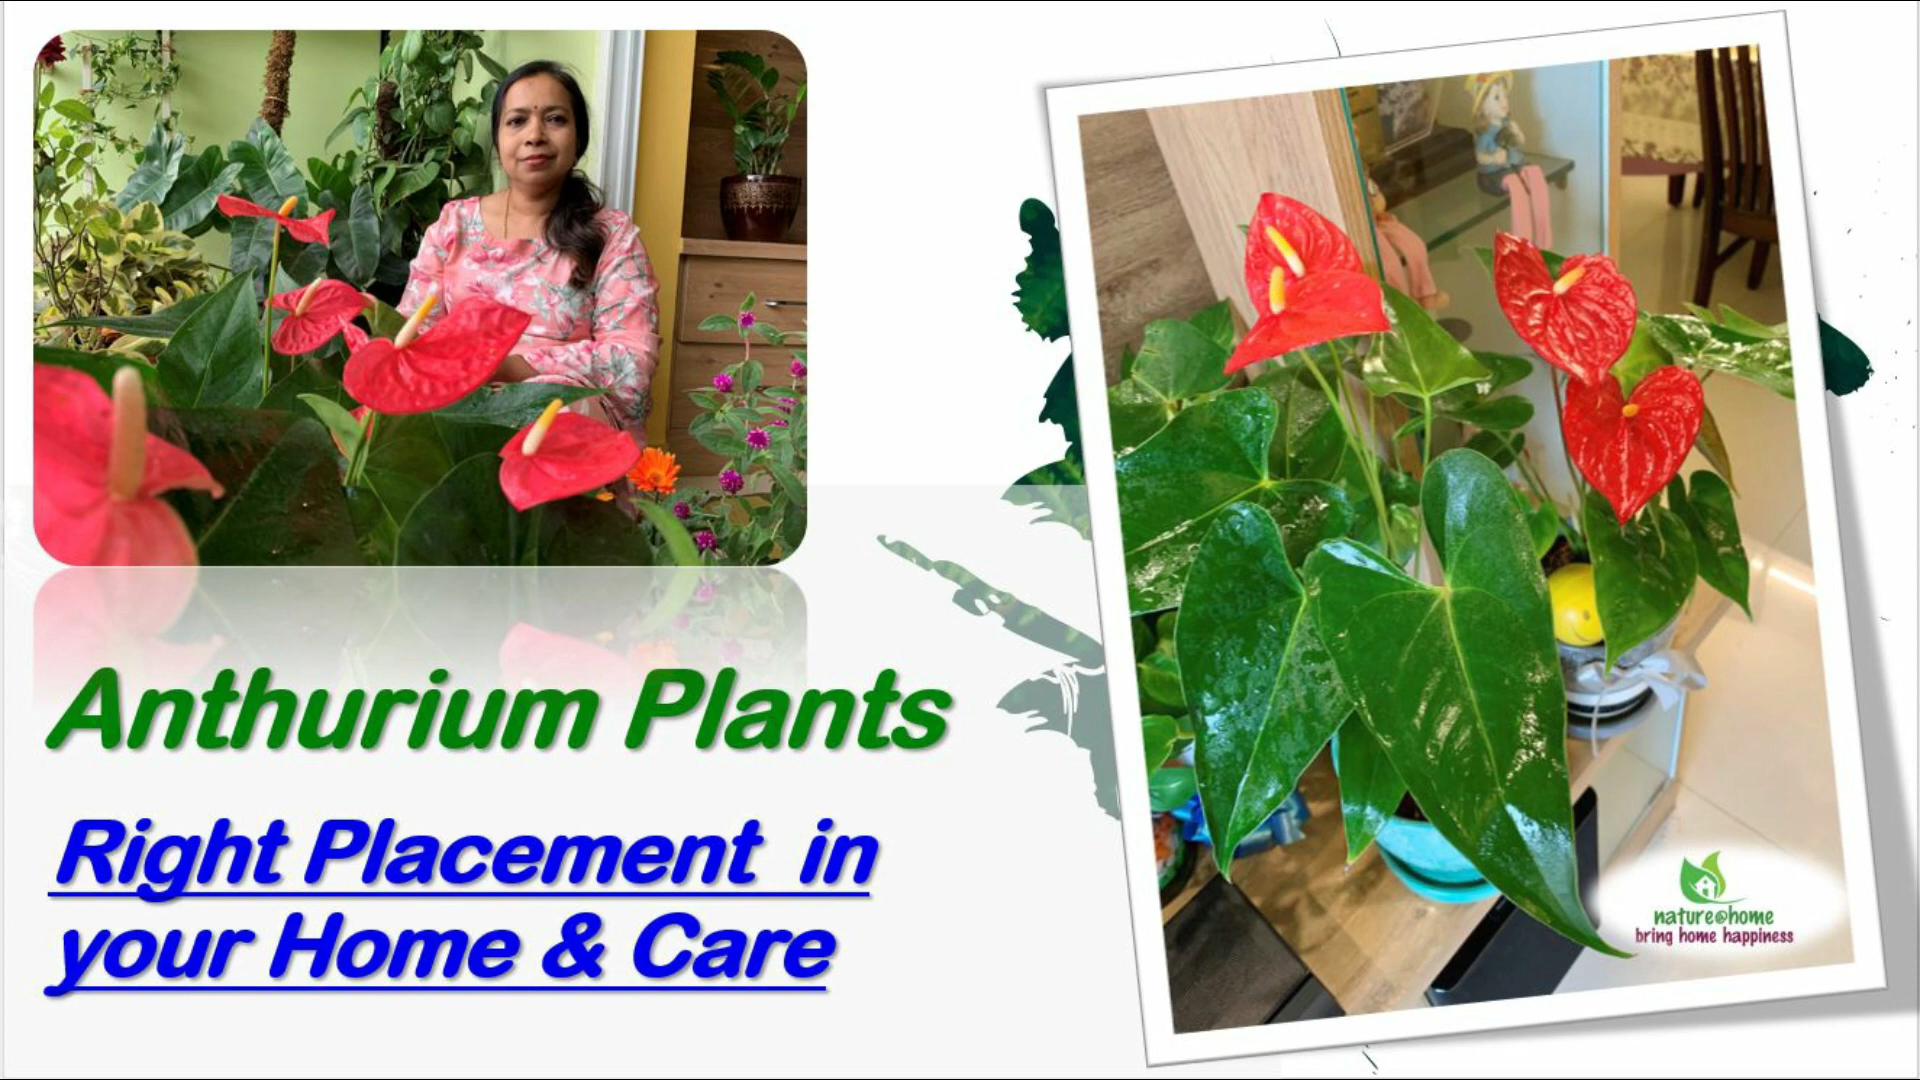 Anthurium Plants
Right Placement in
your Home & Care
nature@home
bring home happiness